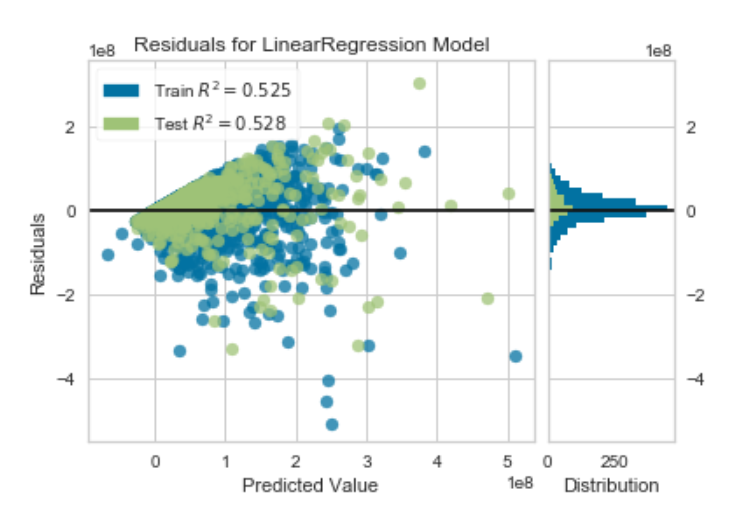 Residuals for LinearRegression Model
1e8
1e8
Train R² = 0.525
Test R² = 0.528
2
0
−2
−4
2
0
−2
−4
Residuals
0 1 2 3 4 5
0 250
1e8
Predicted Value
Distribution